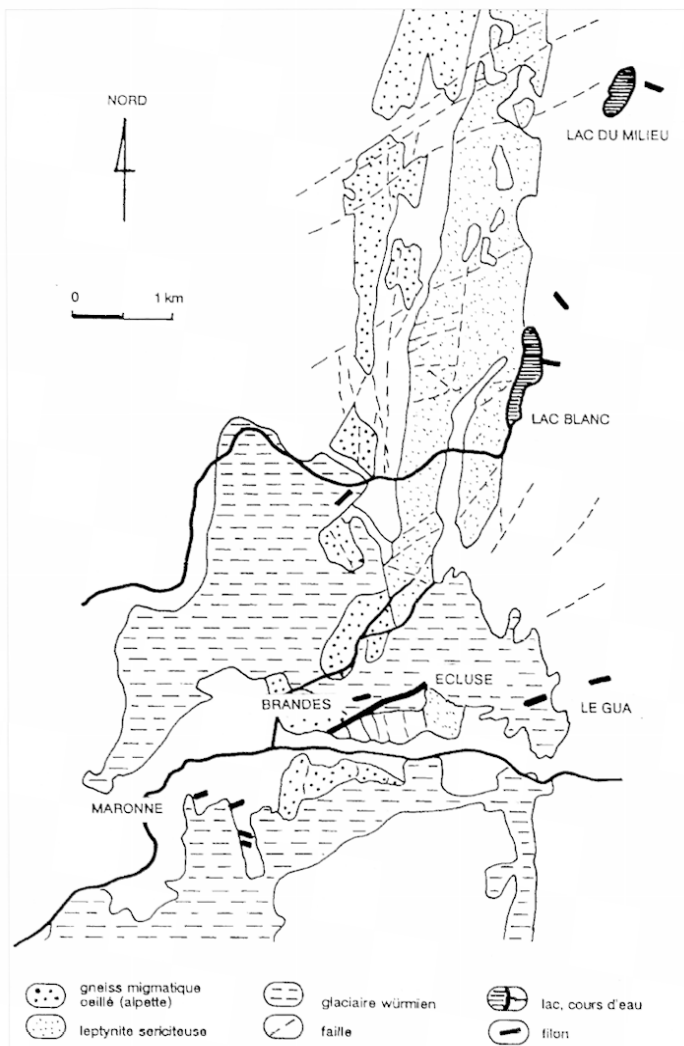 NORD
LAC DU MILIEU
0 1 km
LAC BLANC
ECLUSE
BRANDES
LE GUA
MARONNE
gneiss migmatique
oeillé (alpette)
glaciaire würmien
lac, cours d'eau
leptynite sericiteuse
faille
filon